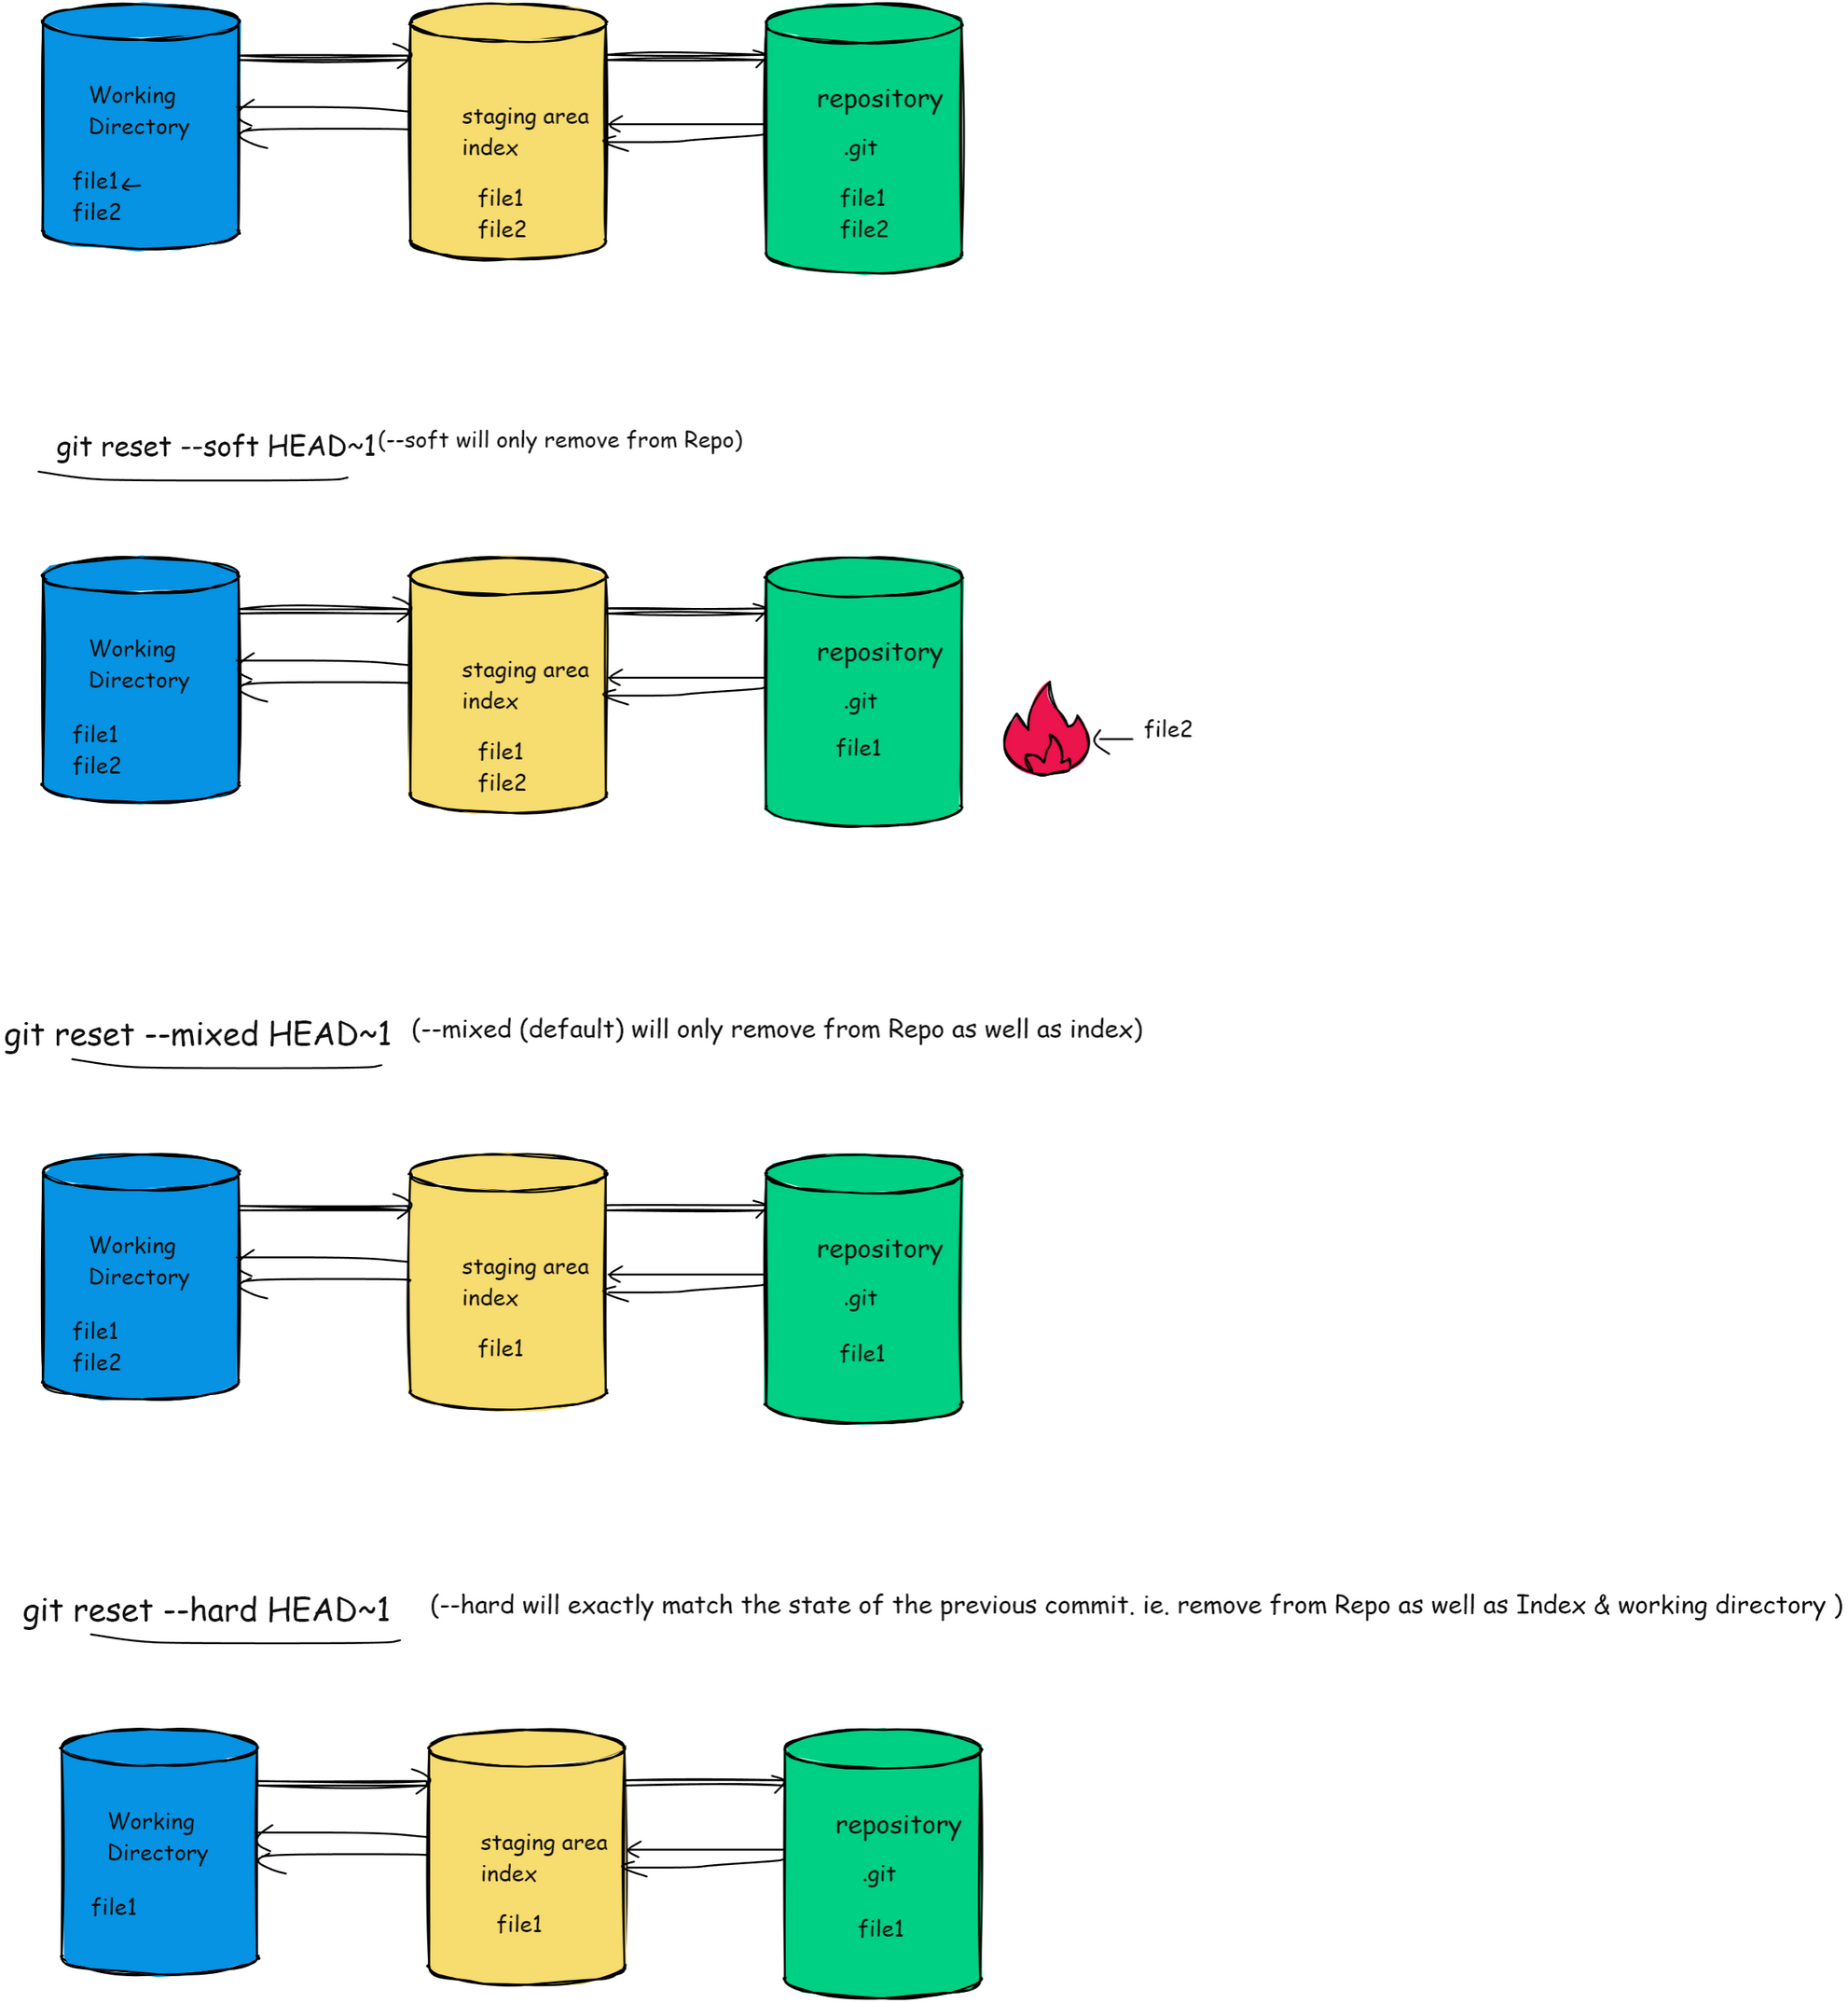 Working
Directory
file1
file2
staging area
index
file1
file2
repository
.git
file1
file2
git reset --soft HEAD~1(--soft will only remove from Repo)
Working
Directory
file1
file2
staging area
index
file1
file2
repository
.git
file1
file2
git reset --mixed HEAD~1 (--mixed (default) will only remove from Repo as well as index)
Working
Directory
file1
file2
staging area
index
file1
repository
.git
file1
git reset --hard HEAD~1 (--hard will exactly match the state of the previous commit. ie. remove from Repo as well as Index & working directory )
Working
Directory
file1
staging area
index
file1
repository
.git
file1